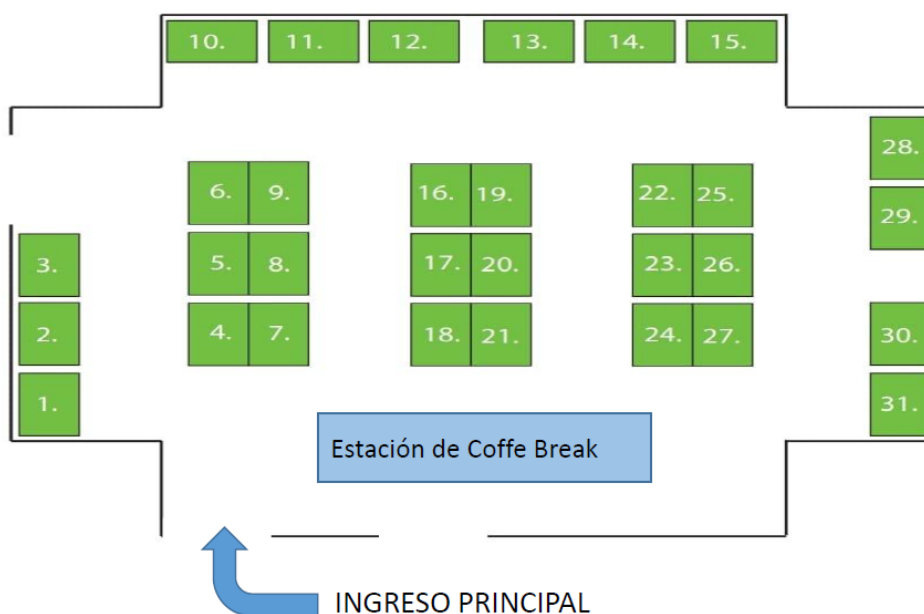 10. 11. 12. 13. 14. 15.
28.
6. 9. 16. 19. 22. 25.
29.
3. 5. 8. 17. 20. 23. 26.
2. 4. 7. 18. 21. 24. 27. 30.
1. 31.
Estación de Coffe Break
INGRESO PRINCIPAL